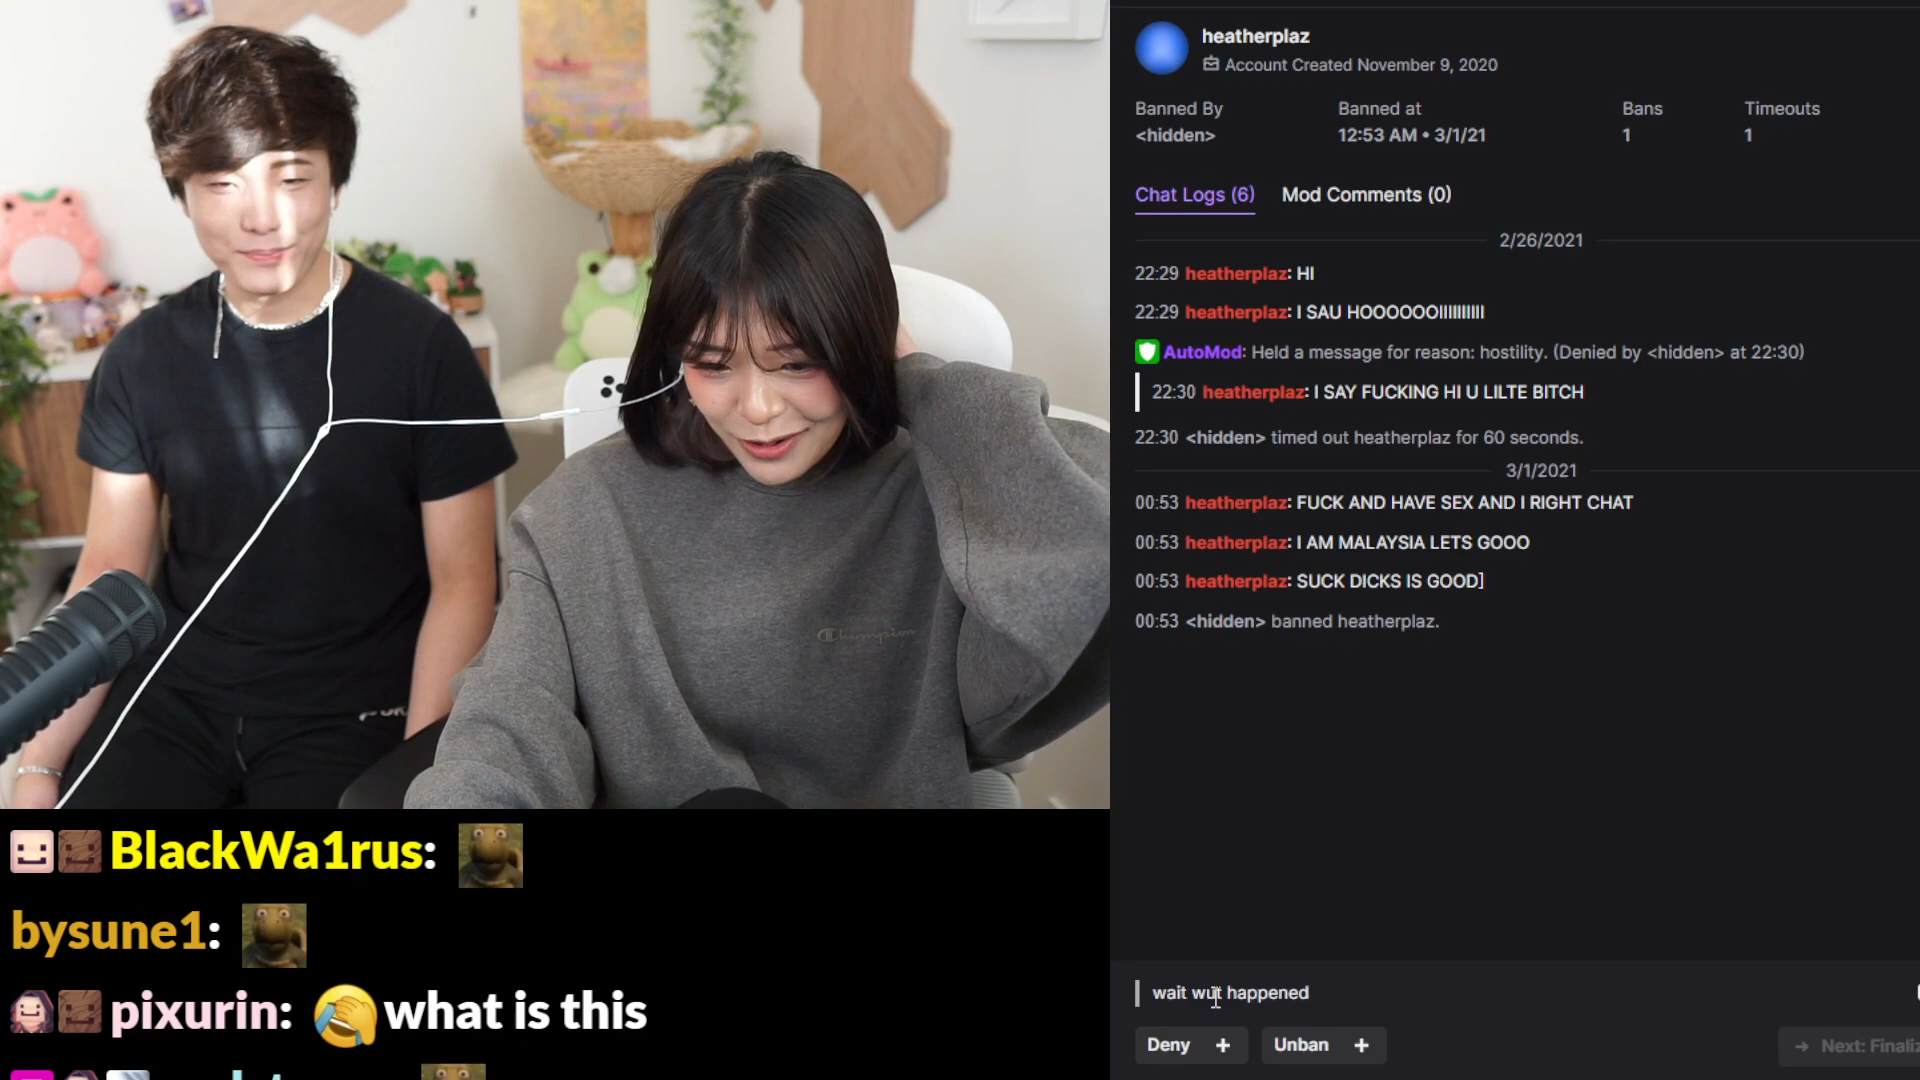 heatherplaz
Account Created November 9, 2020
Banned By
Banned at
Bans
Timeouts
<hidden>
12:53 AM • 3/1/21
1
1
Chat Logs (6)
Mod Comments (0)
2/26/2021
22:29 heatherplaz: HI
22:29 heatherplaz: I SAU HOOOOOOIIIIIIIIII
AutoMod: Held a message for reason: hostility. (Denied by <hidden> at 22:30)
22:30 heatherplaz: I SAY FUCKING HI U LILTE BITCH
22:30 <hidden> timed out heatherplaz for 60 seconds.
3/1/2021
00:53 heatherplaz: FUCK AND HAVE SEX AND I RIGHT CHAT
00:53 heatherplaz: I AM MALAYSIA LETS GOOO
00:53 heatherplaz: SUCK DICKS IS GOOD]
00:53 <hidden> banned heatherplaz.
wait wut happened
Deny +
Unban +
→ Next: Finaliz
Champion
BlackWa1rus:
bysune1:
pixurin: 🤣what is this